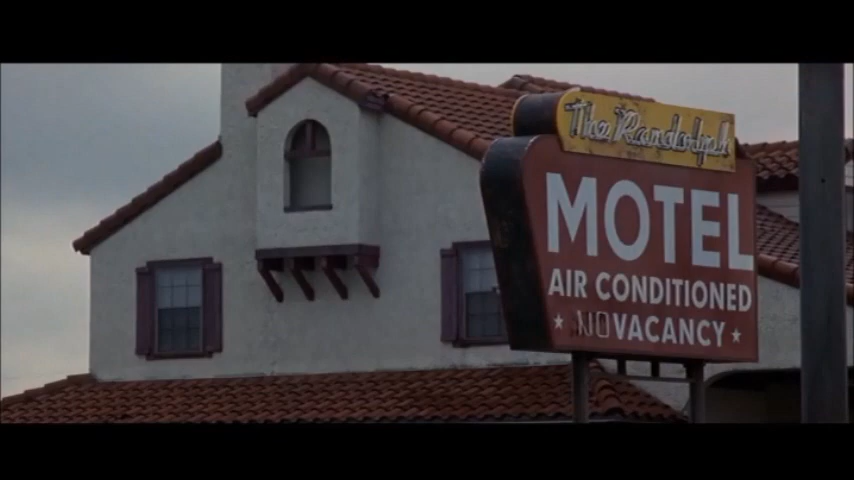 The Randolph
MOTEL
AIR CONDITIONED
★ NO VACANCY ★